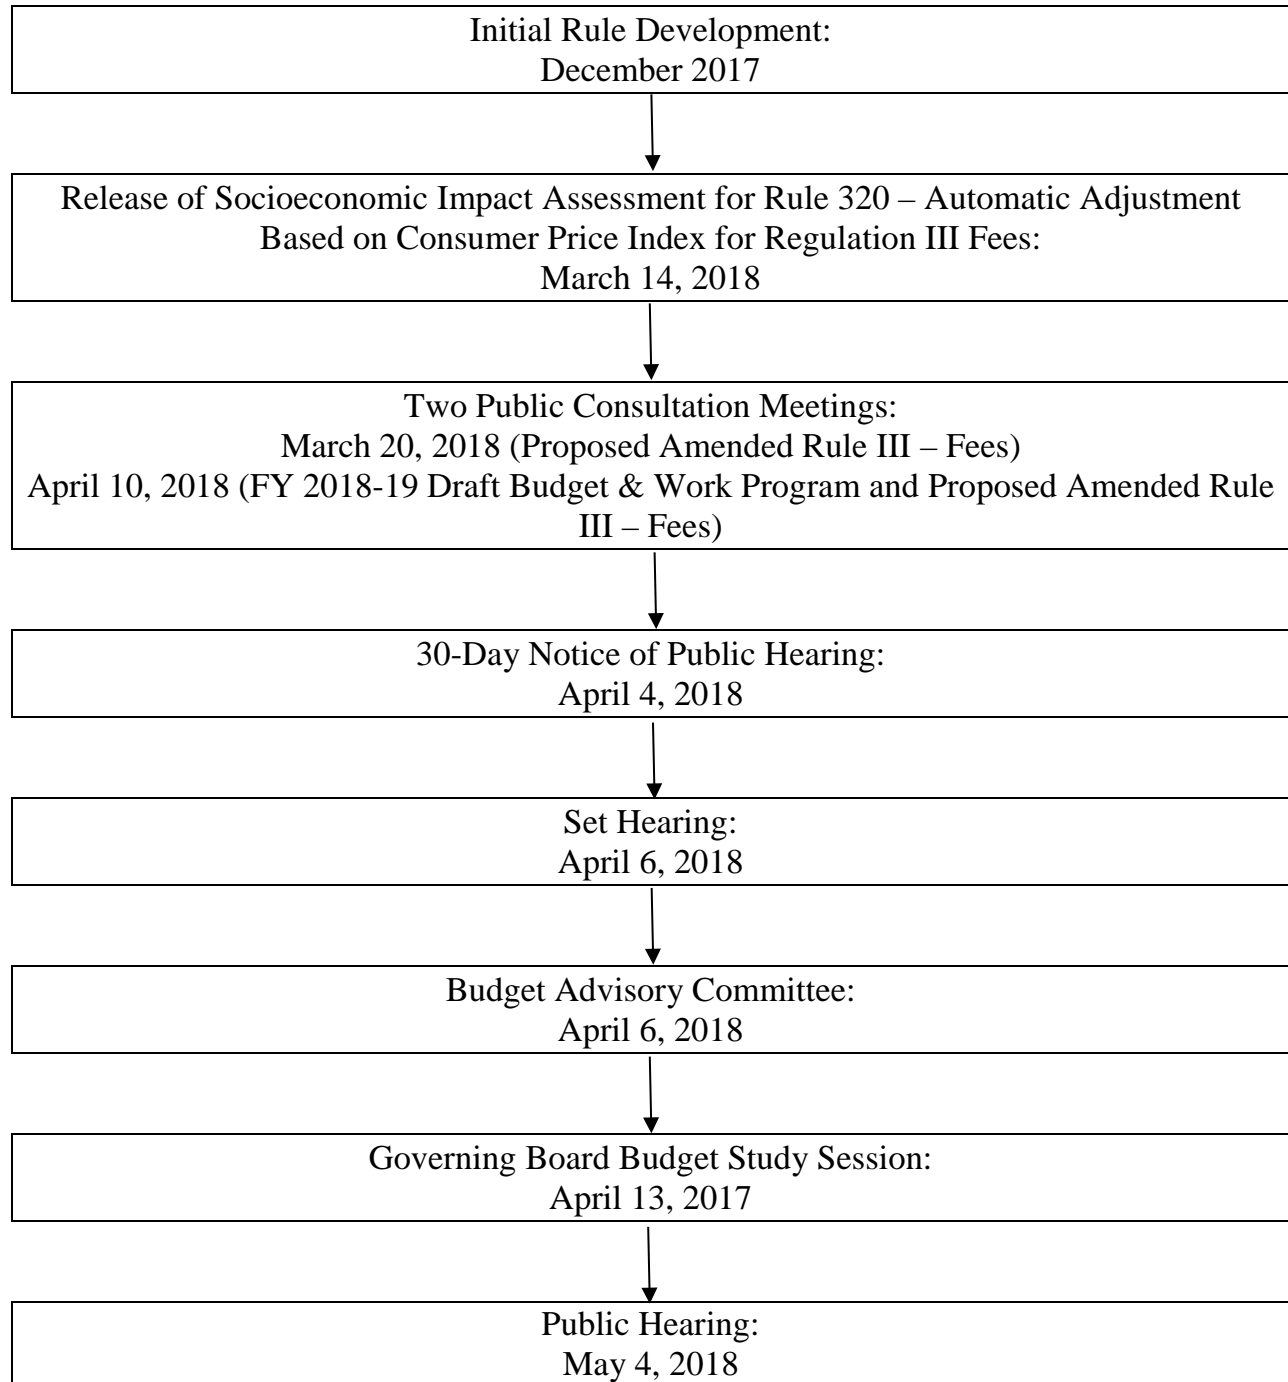 Initial Rule Development:
December 2017
Release of Socioeconomic Impact Assessment for Rule 320 – Automatic Adjustment
Based on Consumer Price Index for Regulation III Fees:
March 14, 2018
Two Public Consultation Meetings:
March 20, 2018 (Proposed Amended Rule III – Fees)
April 10, 2018 (FY 2018-19 Draft Budget & Work Program and Proposed Amended Rule
III – Fees)
30-Day Notice of Public Hearing:
April 4, 2018
Set Hearing:
April 6, 2018
Budget Advisory Committee:
April 6, 2018
Governing Board Budget Study Session:
April 13, 2017
Public Hearing:
May 4, 2018